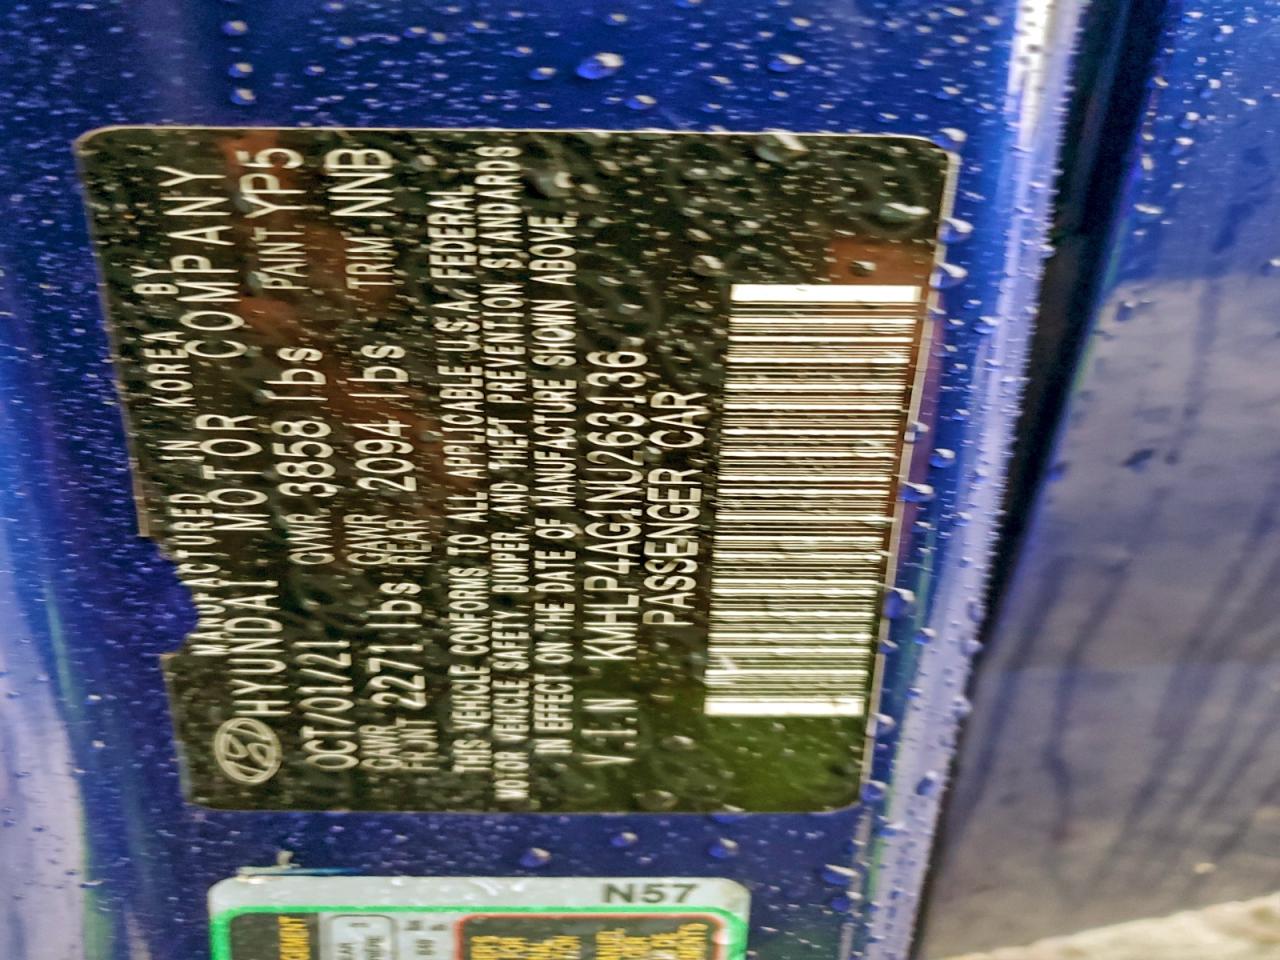 MANUFACTURED IN KOREA BY
HYUNDAI MOTOR COMPANY
OCT/01/21 GVWR 3858 lbs PAINT YP5
GAWR FRONT 2271 lbs GAWR REAR 2094 lbs TRIM NNB
THIS VEHICLE CONFORMS TO ALL APPLICABLE U.S.A. FEDERAL
MOTOR VEHICLE SAFETY, BUMPER, AND THEFT PREVENTION STANDARDS
IN EFFECT ON THE DATE OF MANUFACTURE SHOWN ABOVE.
V.I.N KMHLP4AG1NU263136
PASSENGER CAR
N57